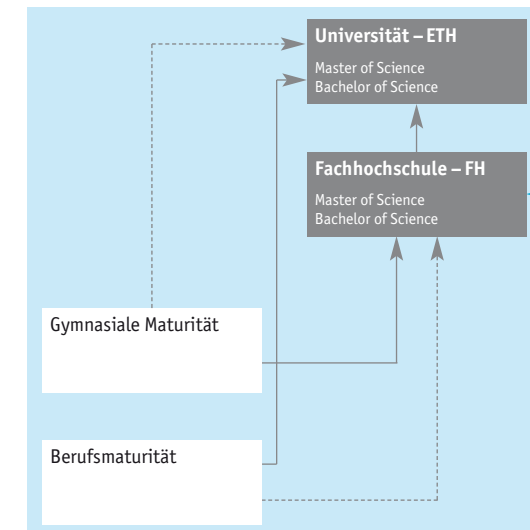 Universität – ETH
Master of Science
Bachelor of Science
Fachhochschule – FH
Master of Science
Bachelor of Science
Gymnasiale Maturität
Berufsmaturität